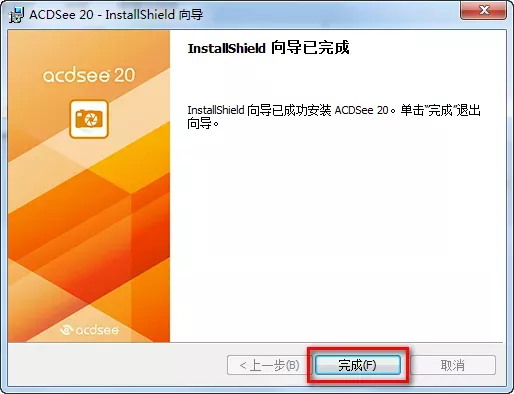 ACDSee 20 - InstallShield 向导
acdsee 20
InstallShield 向导已完成
InstallShield 向导已成功安装 ACDSee 20。单击“完成”退出
向导。
acdsee
< 上一步(B)
完成(F)
取消